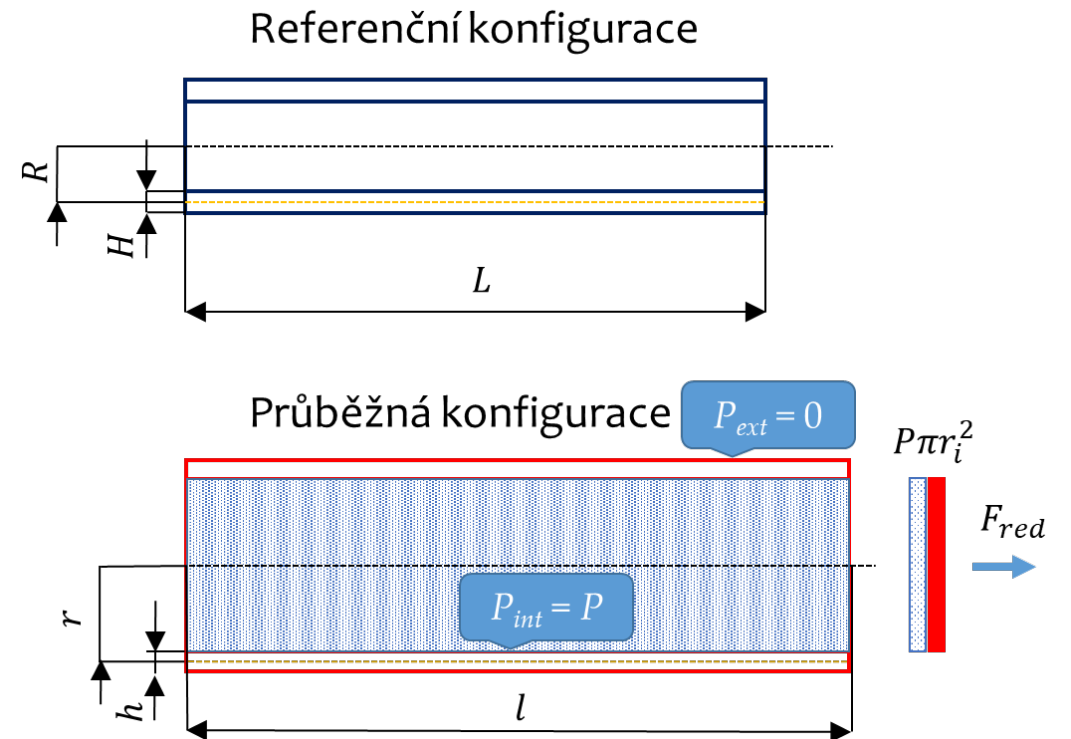 Referenční konfigurace
R
H
L
Průběžná konfigurace
P_ext = 0
Pπr_i^2
F_red
P_int = P
r
h
l